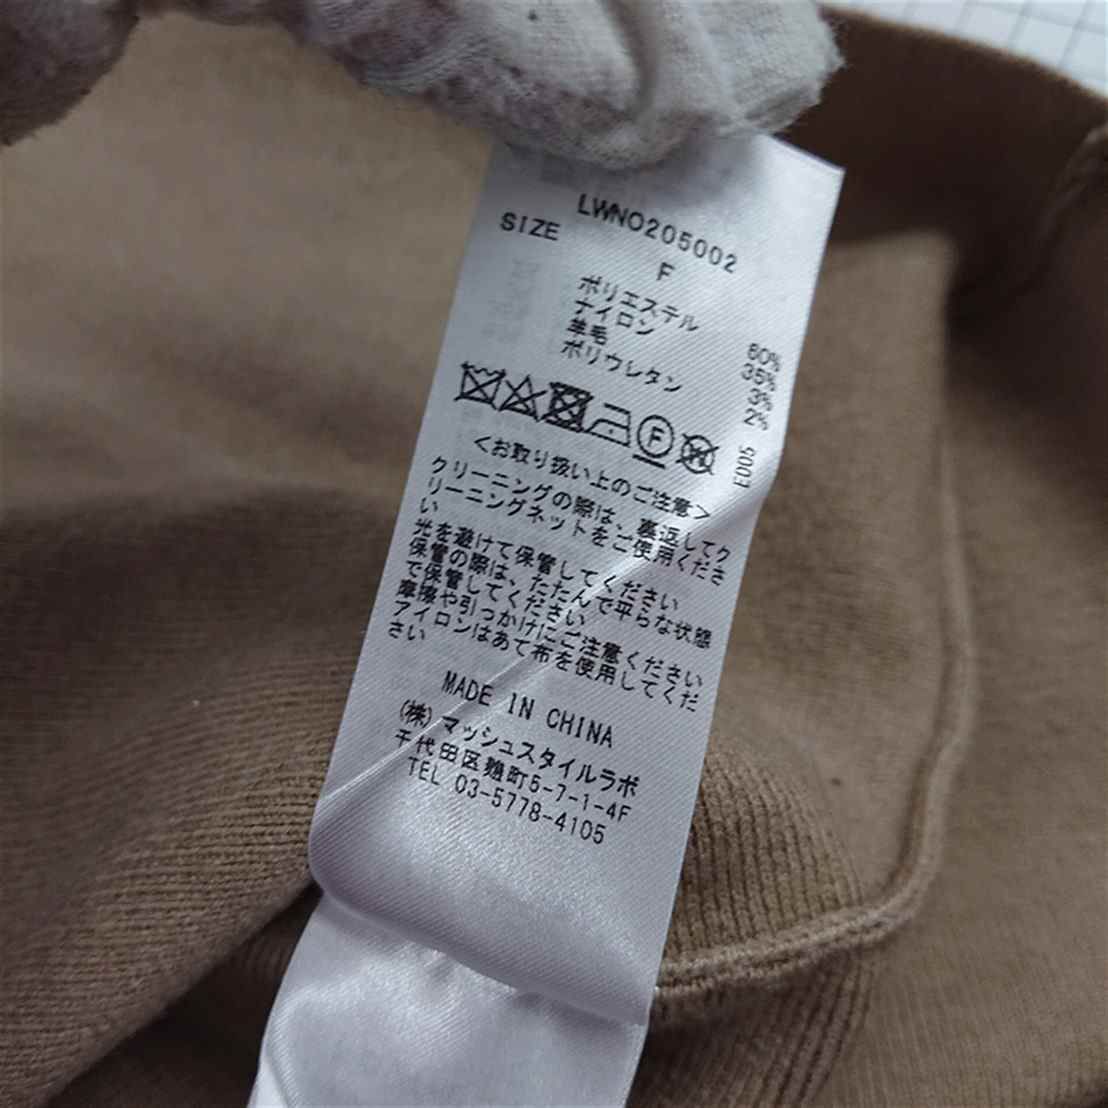 LWNO205002
SIZE
F
ポリエステル 60%
ナイロン 35%
羊毛 3%
ポリウレタン 2%
E005
<お取り扱い上のご注意>
クリーニングの際は、裏返してク
リーニングネットをご使用くださ
い
光を避けて保管してください
保管の際は、たたんで平らな状態
で保管してください
摩擦や引っかけにご注意ください
アイロンはあて布を使用してくだ
さい
MADE IN CHINA
(株)マッシュスタイルラボ
千代田区麹町5-7-1-4F
TEL 03-5778-4105